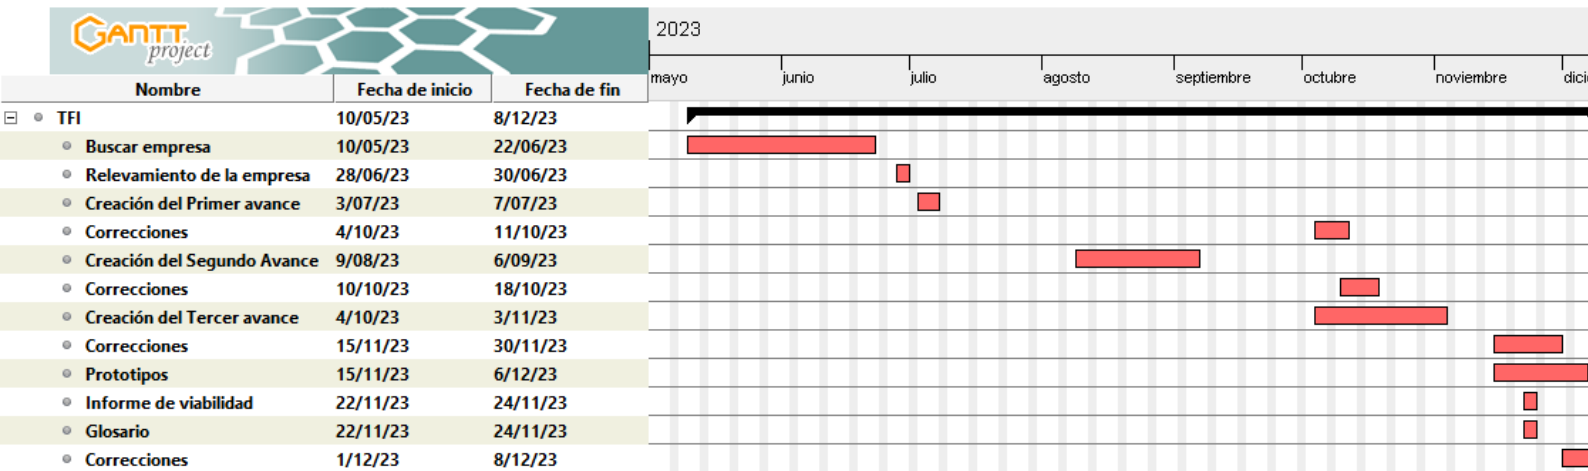 GANTT project
2023
mayo junio julio agosto septiembre octubre noviembre dici
Nombre Fecha de inicio Fecha de fin
TFI 10/05/23 8/12/23
Buscar empresa 10/05/23 22/06/23
Relevamiento de la empresa 28/06/23 30/06/23
Creación del Primer avance 3/07/23 7/07/23
Correcciones 4/10/23 11/10/23
Creación del Segundo Avance 9/08/23 6/09/23
Correcciones 10/10/23 18/10/23
Creación del Tercer avance 4/10/23 3/11/23
Correcciones 15/11/23 30/11/23
Prototipos 15/11/23 6/12/23
Informe de viabilidad 22/11/23 24/11/23
Glosario 22/11/23 24/11/23
Correcciones 1/12/23 8/12/23